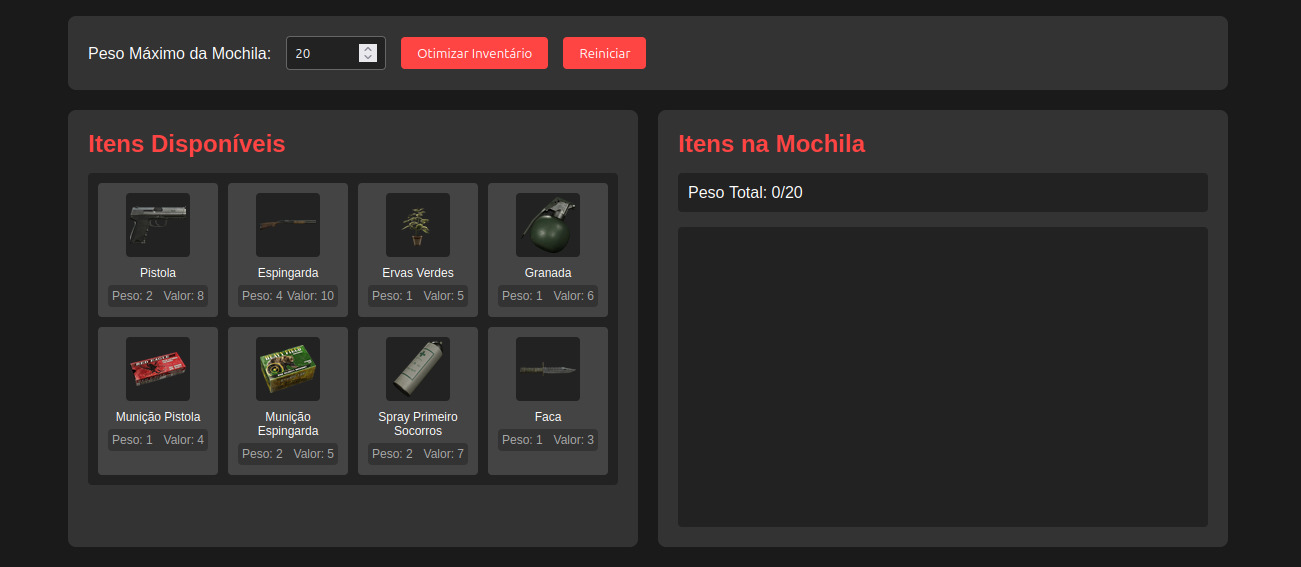 Peso Máximo da Mochila: 20 Otimizar Inventário Reiniciar
Itens Disponíveis
Pistola
Peso: 2 Valor: 8
Espingarda
Peso: 4 Valor: 10
Ervas Verdes
Peso: 1 Valor: 5
Granada
Peso: 1 Valor: 6
RED EAGLE
Munição Pistola
Peso: 1 Valor: 4
Munição
Espingarda
Peso: 2 Valor: 5
Spray Primeiro
Socorros
Peso: 2 Valor: 7
Faca
Peso: 1 Valor: 3
Itens na Mochila
Peso Total: 0/20